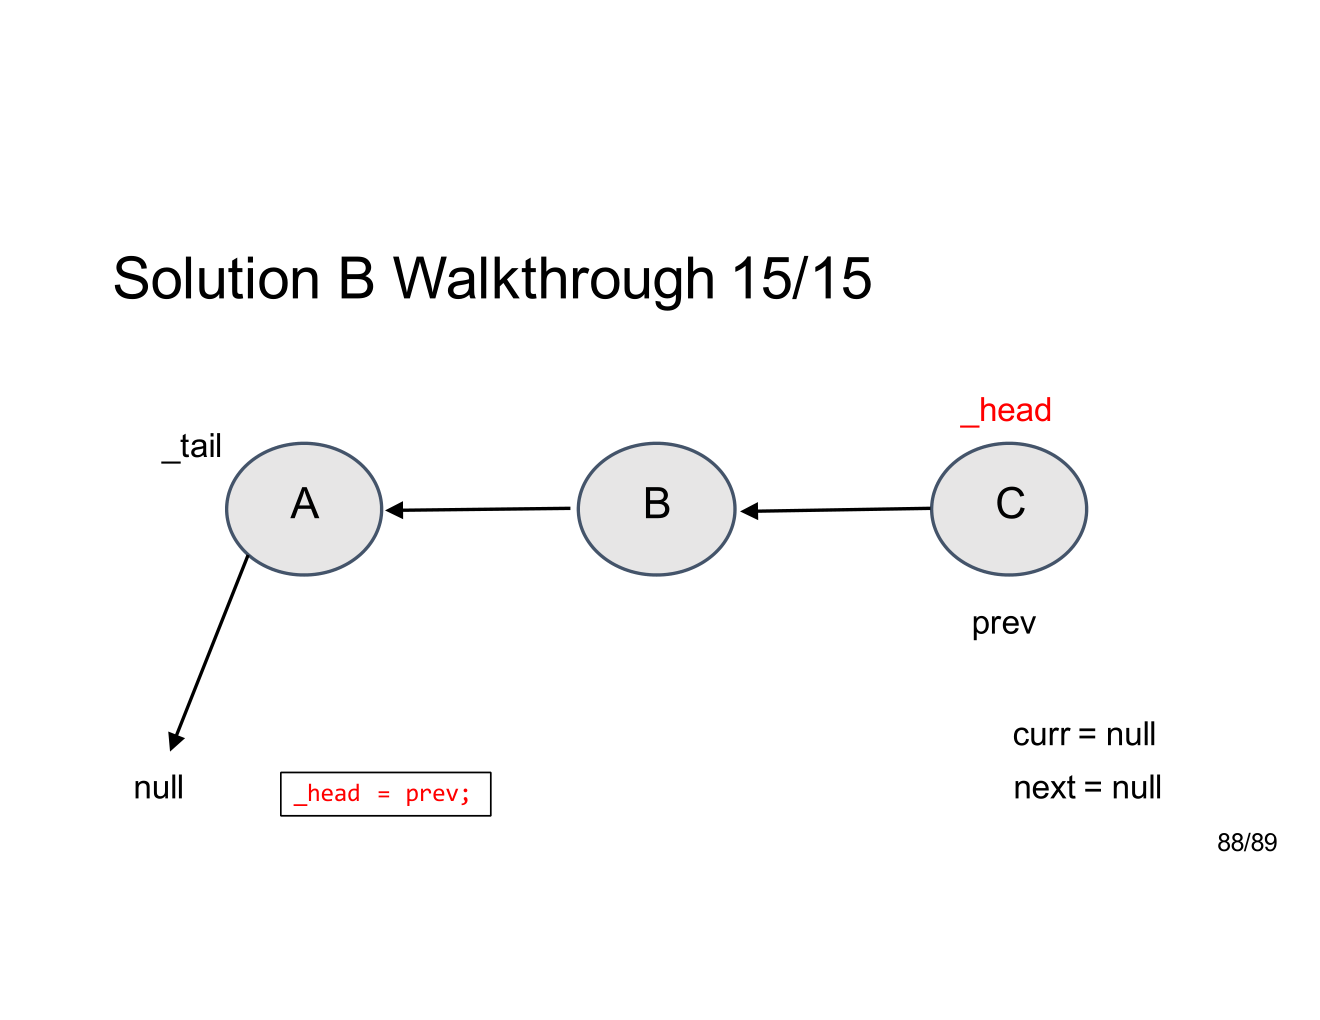 Solution B Walkthrough 15/15
_head
_tail
A
B
C
prev
curr = null
null
_head = prev;
next = null
88/89